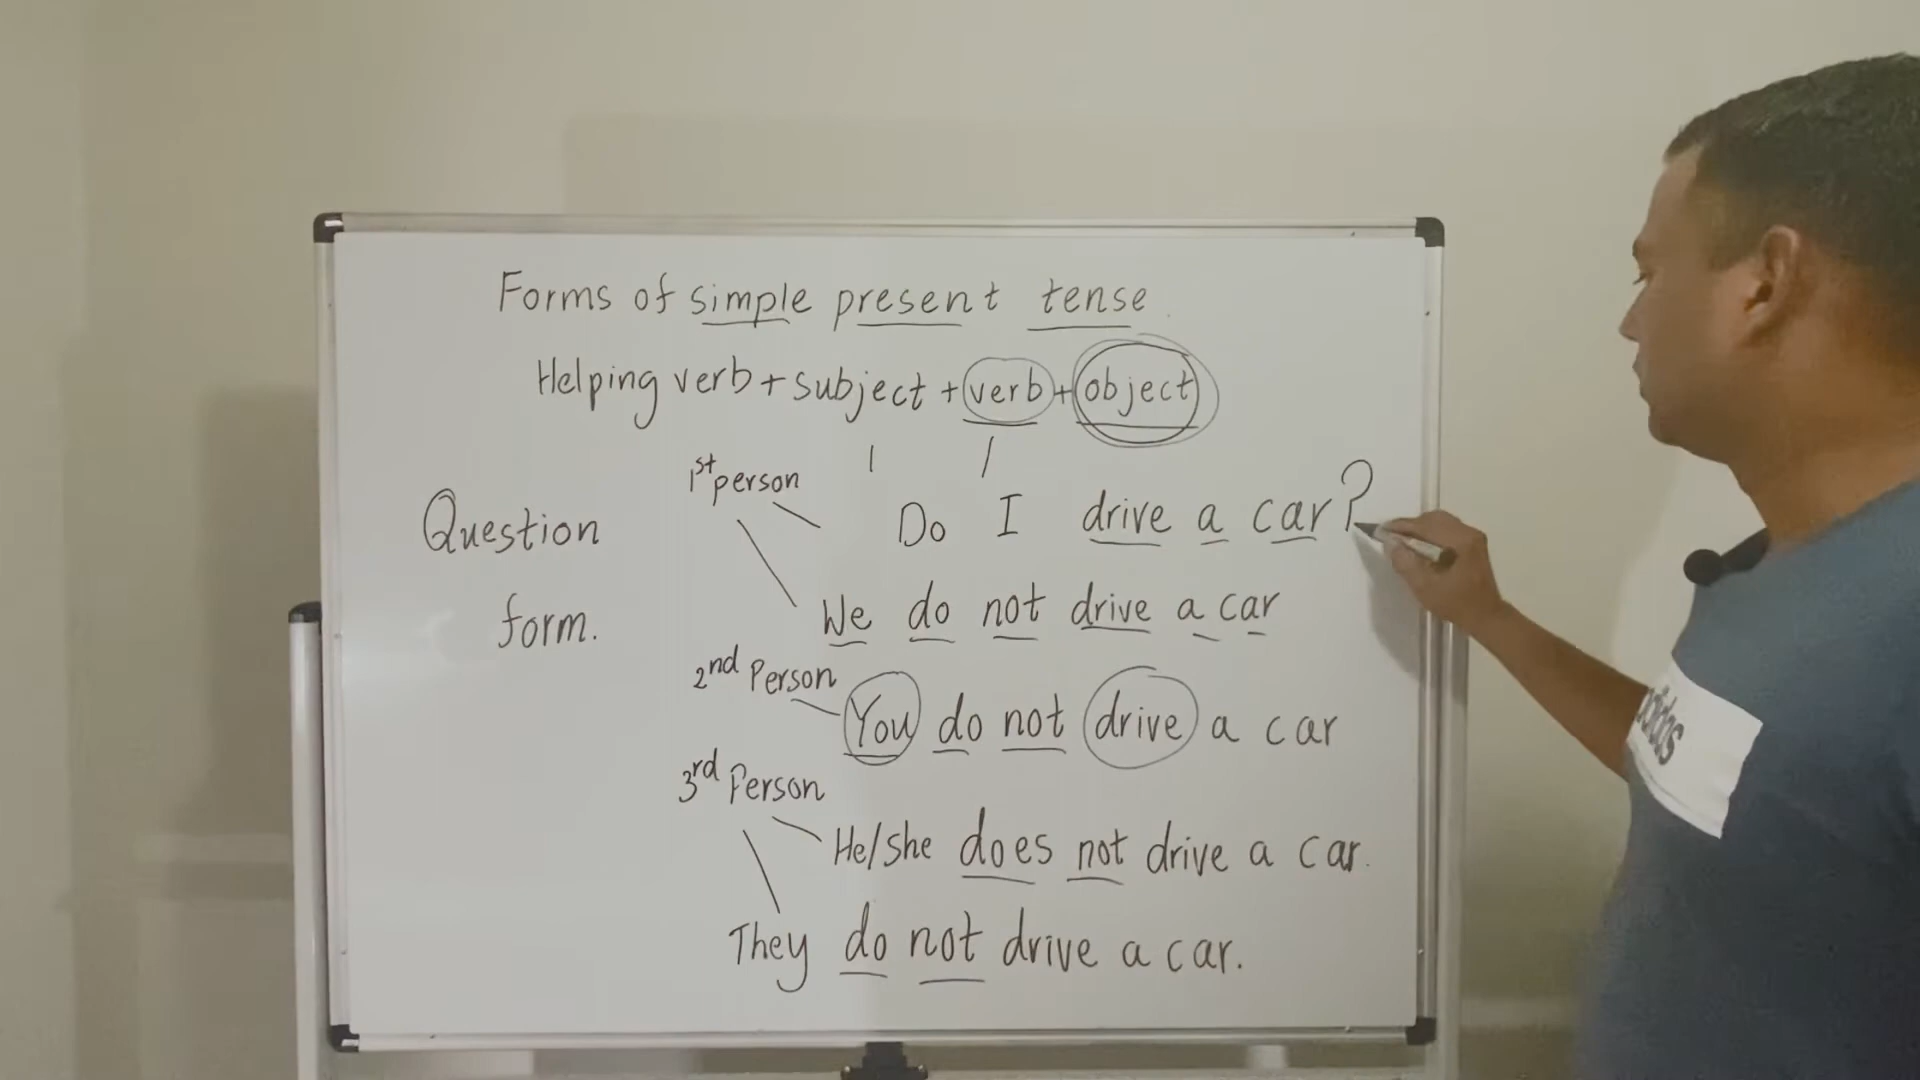 Forms of simple present tense.
Helping verb + subject + verb + object
1st person
Do I drive a car?
Question
form.
We do not drive a car
2nd Person
You do not drive a car
3rd Person
He/she does not drive a car.
They do not drive a car.
adidas